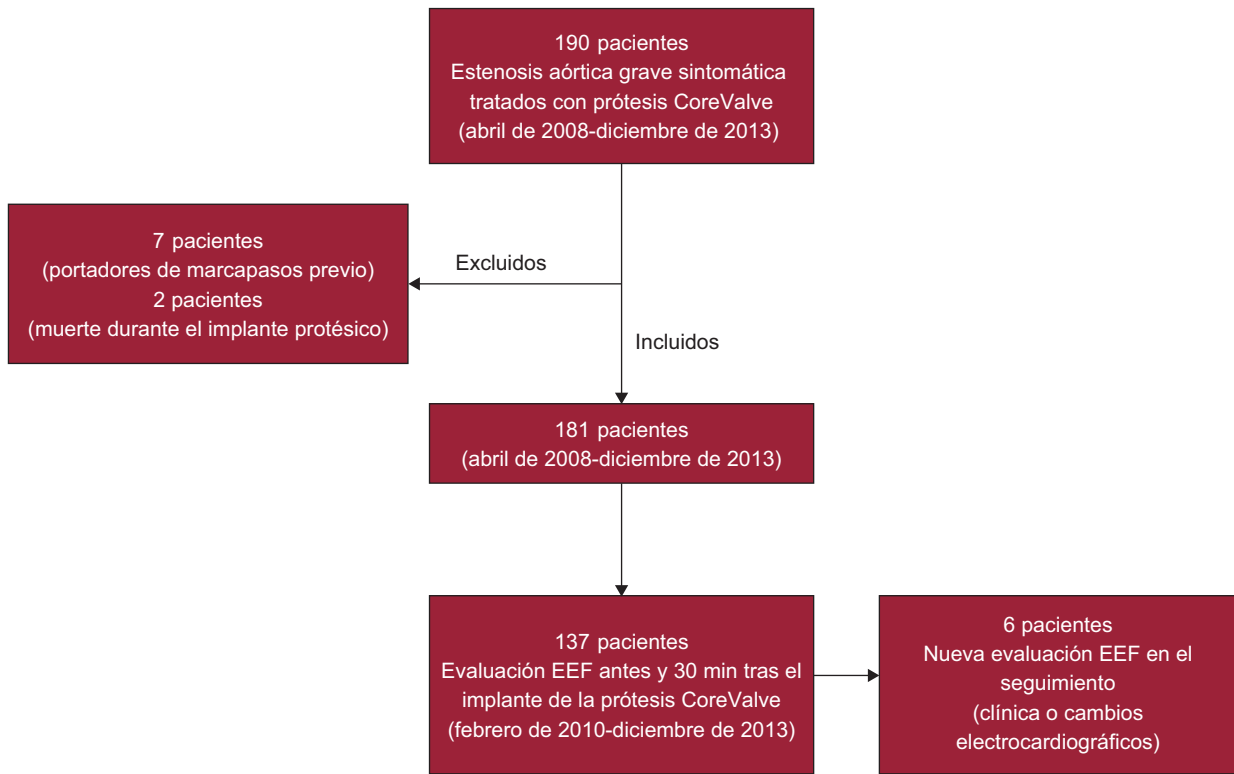 190 pacientes
Estenosis aórtica grave sintomática
tratados con prótesis CoreValve
(abril de 2008-diciembre de 2013)
7 pacientes
(portadores de marcapasos previo)
2 pacientes
(muerte durante el implante protésico)
Excluidos
Incluidos
181 pacientes
(abril de 2008-diciembre de 2013)
137 pacientes
Evaluación EEF antes y 30 min tras el
implante de la prótesis CoreValve
(febrero de 2010-diciembre de 2013)
6 pacientes
Nueva evaluación EEF en el
seguimiento
(clínica o cambios
electrocardiográficos)